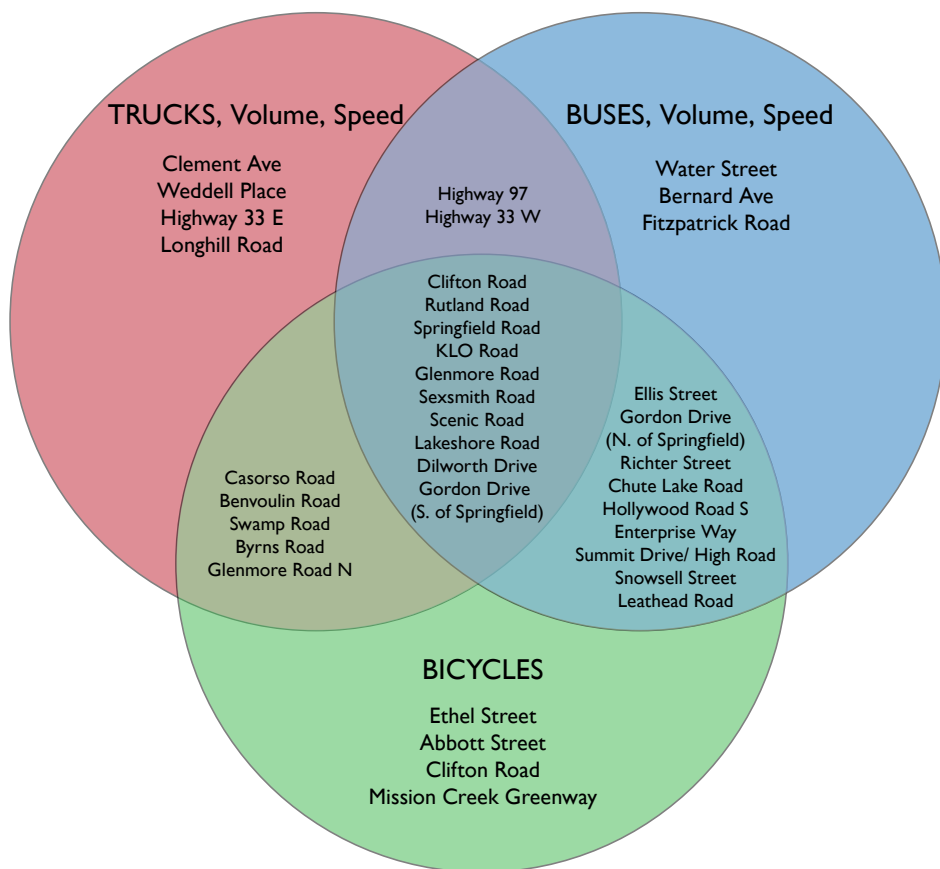 TRUCKS, Volume, Speed
Clement Ave
Weddell Place
Highway 33 E
Longhill Road
BUSES, Volume, Speed
Water Street
Bernard Ave
Fitzpatrick Road
Highway 97
Highway 33 W
Clifton Road
Rutland Road
Springfield Road
KLO Road
Glenmore Road
Sexsmith Road
Scenic Road
Lakeshore Road
Dilworth Drive
Gordon Drive
(S. of Springfield)
Casorso Road
Benvoulin Road
Swamp Road
Byrns Road
Glenmore Road N
Ellis Street
Gordon Drive
(N. of Springfield)
Richter Street
Chute Lake Road
Hollywood Road S
Enterprise Way
Summit Drive/ High Road
Snowsell Street
Leathead Road
BICYCLES
Ethel Street
Abbott Street
Clifton Road
Mission Creek Greenway